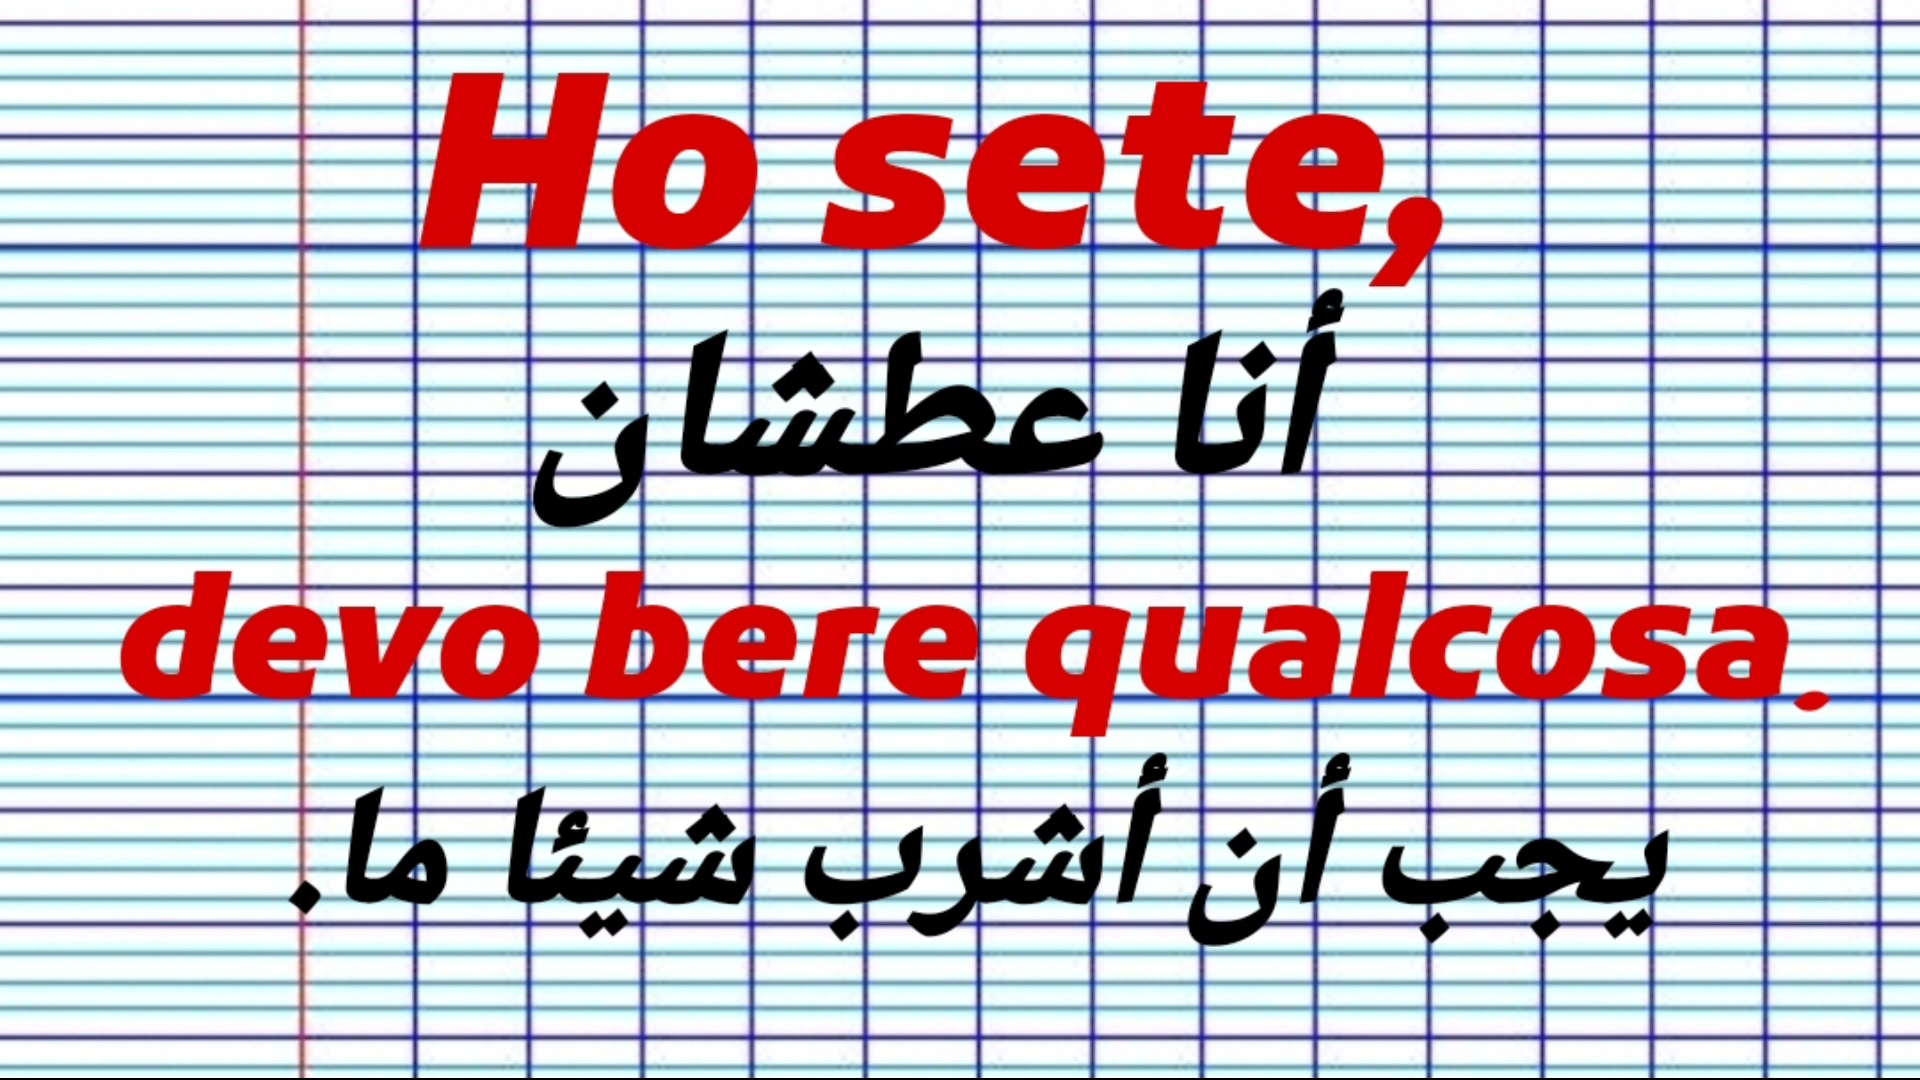 Ho sete,
أنا عطشان
devo bere qualcosa.
يجب أن أشرب شيئا ما.